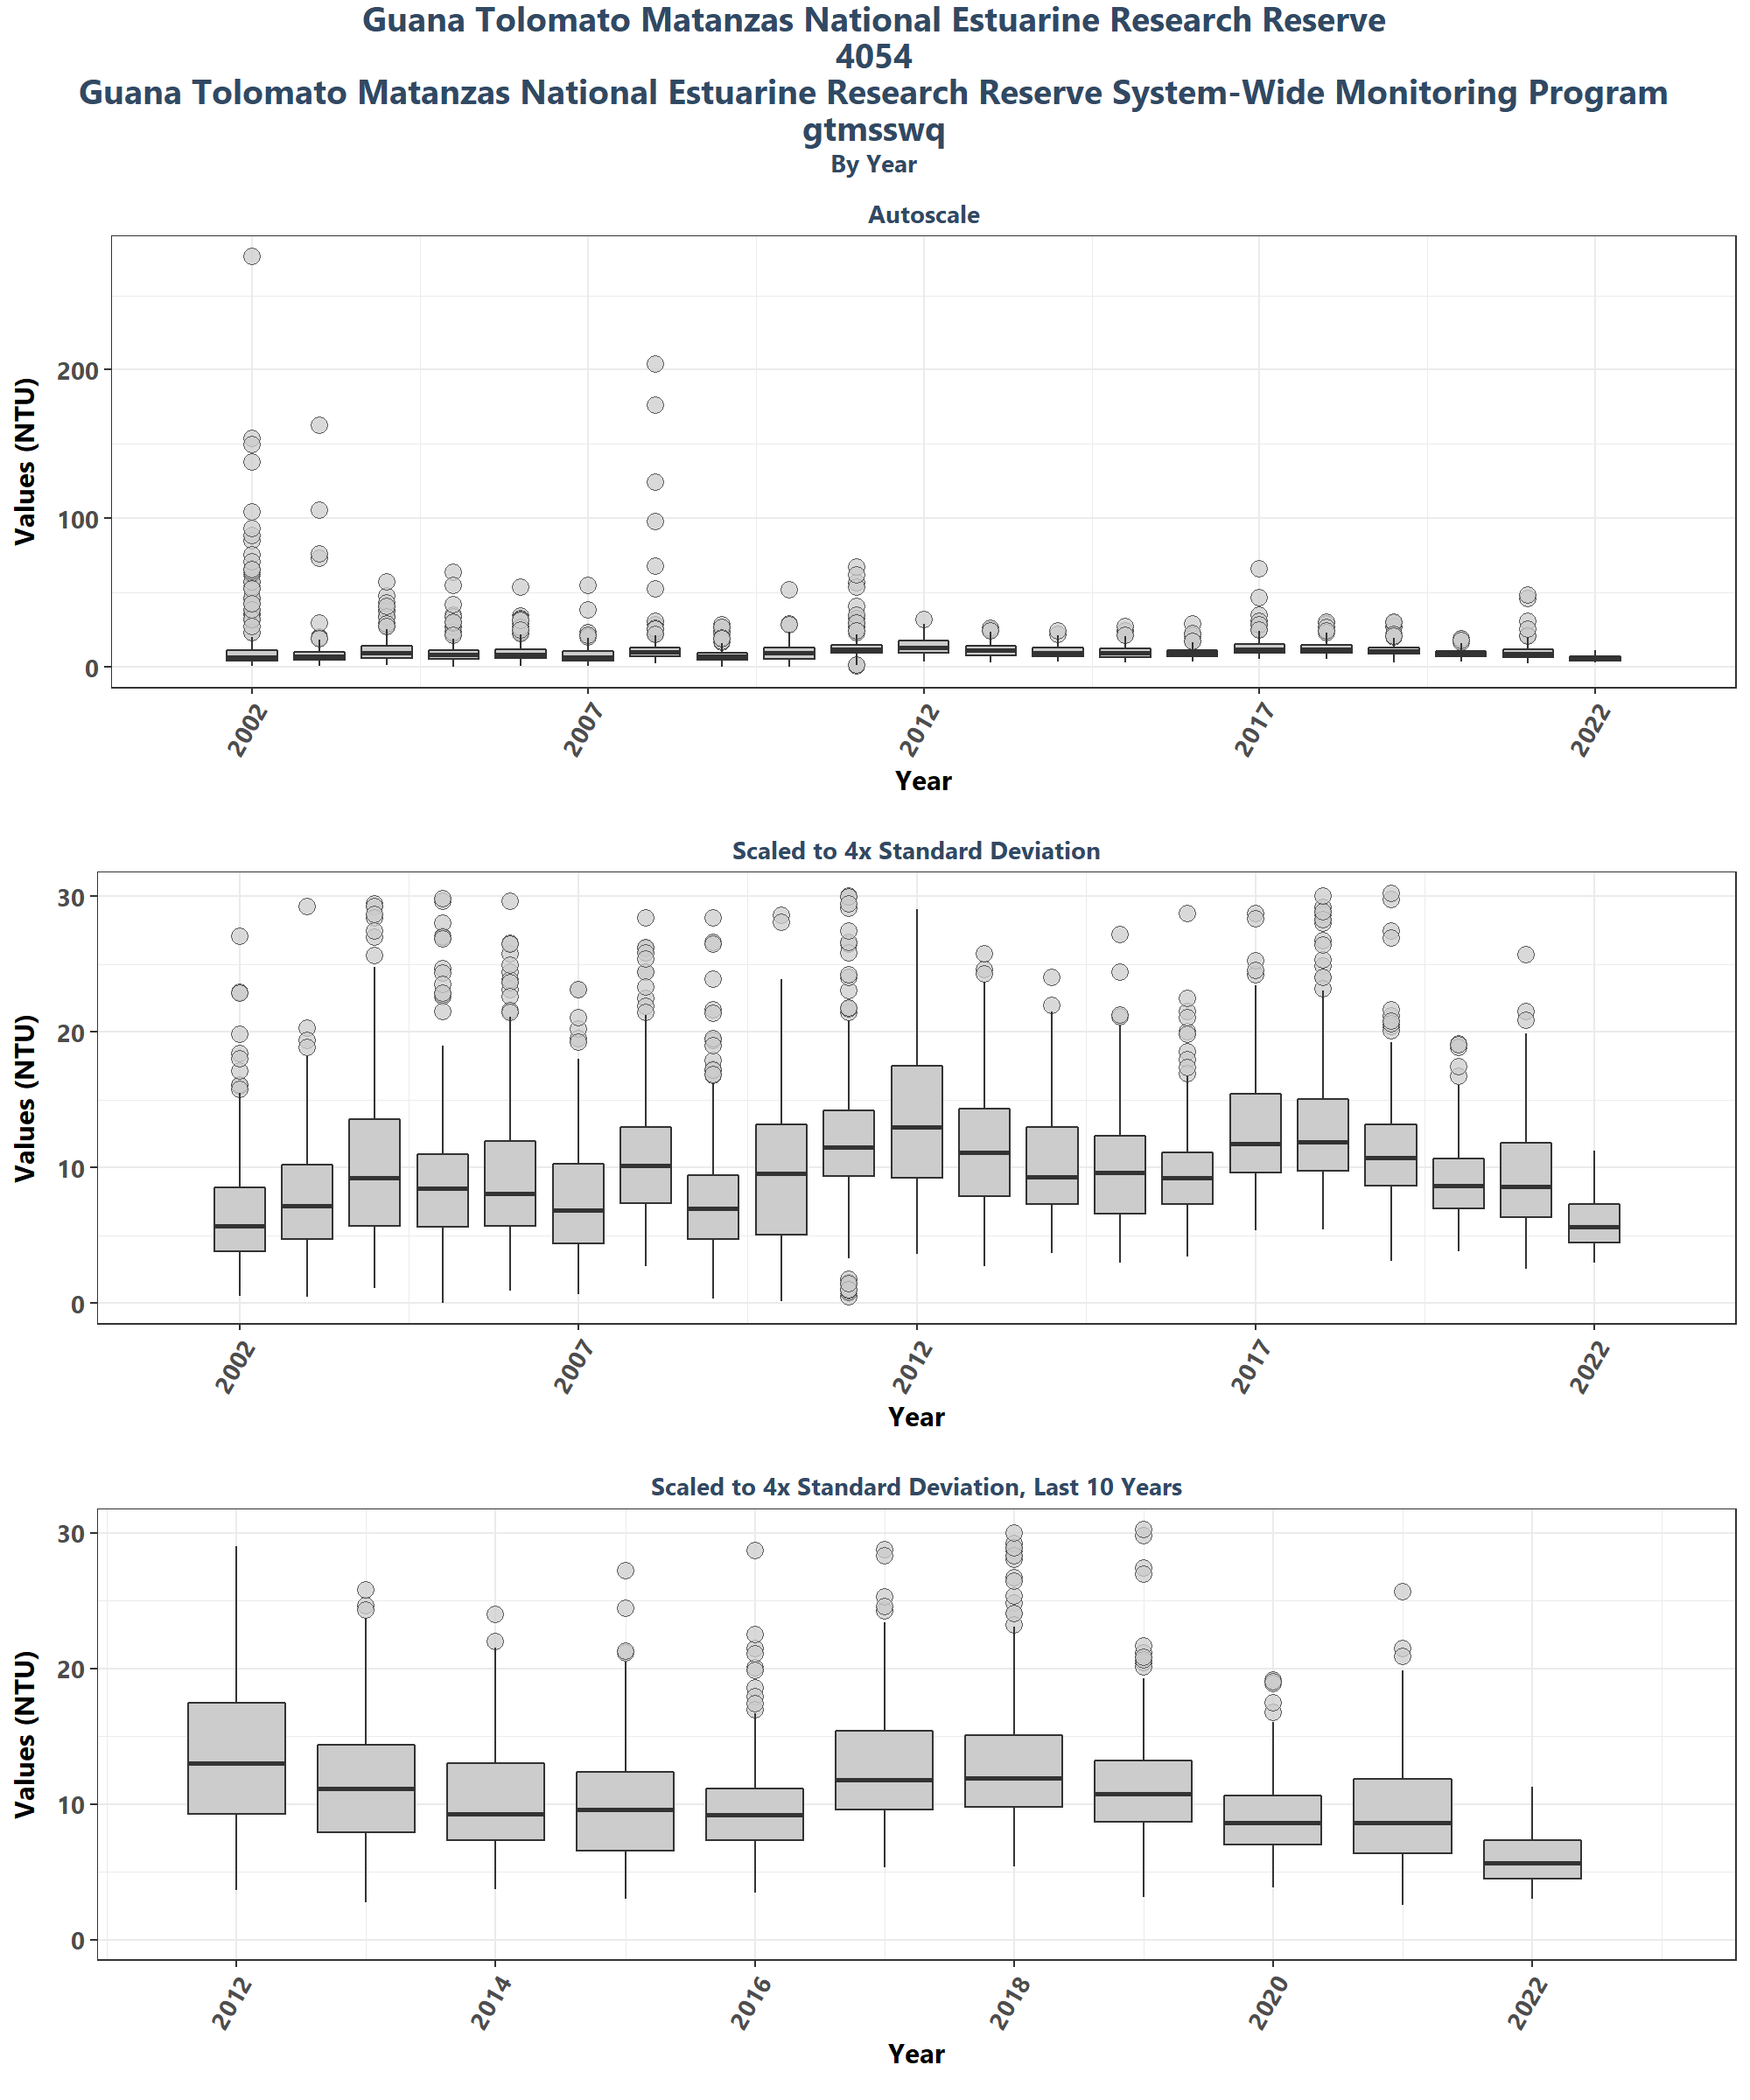 Guana Tolomato Matanzas National Estuarine Research Reserve
4054
Guana Tolomato Matanzas National Estuarine Research Reserve System-Wide Monitoring Program
gtmsswq
By Year
Autoscale
Values (NTU)
200
100
0
2002
2007
2012
2017
2022
Year
Scaled to 4x Standard Deviation
Values (NTU)
30
20
10
0
2002
2007
2012
2017
2022
Year
Scaled to 4x Standard Deviation, Last 10 Years
Values (NTU)
30
20
10
0
2012
2014
2016
2018
2020
2022
Year